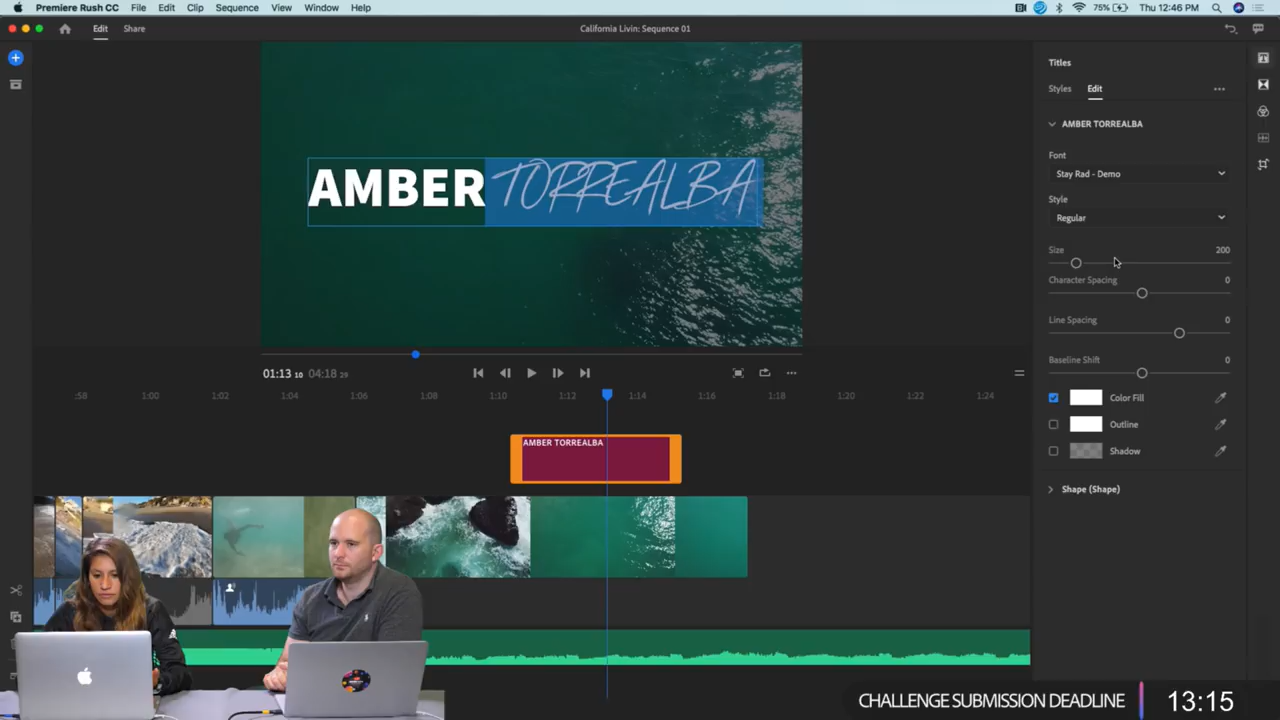 Premiere Rush CC File Edit Clip Sequence View Window Help 75% Thu 12:46 PM
Edit Share California Livin: Sequence 01
Titles
Styles Edit
AMBER TORREALBA
Font
Stay Rad - Demo
Style
Regular
Size 200
Character Spacing 0
Line Spacing 0
Baseline Shift 0
Color Fill
Outline
Shadow
Shape (Shape)
AMBER TORREALBA
01:13 10 04:18 29
:58 1:00 1:02 1:04 1:06 1:08 1:10 1:12 1:14 1:16 1:18 1:20 1:22 1:24
AMBER TORREALBA
CHALLENGE SUBMISSION DEADLINE 13:15